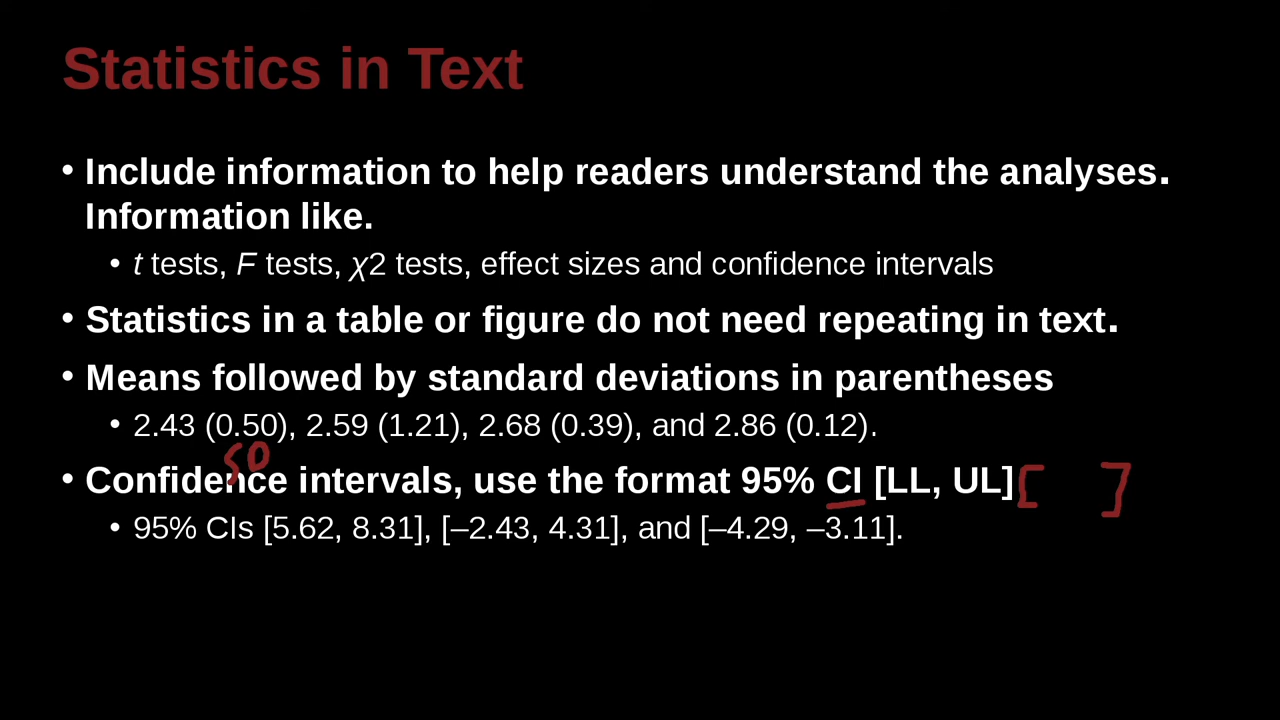 Statistics in Text
• Include information to help readers understand the analyses.
Information like.
• t tests, F tests, χ2 tests, effect sizes and confidence intervals
• Statistics in a table or figure do not need repeating in text.
• Means followed by standard deviations in parentheses
• 2.43 (0.50), 2.59 (1.21), 2.68 (0.39), and 2.86 (0.12).
• Confidence intervals, use the format 95% CI [LL, UL] [ ]
• 95% CIs [5.62, 8.31], [–2.43, 4.31], and [–4.29, –3.11].